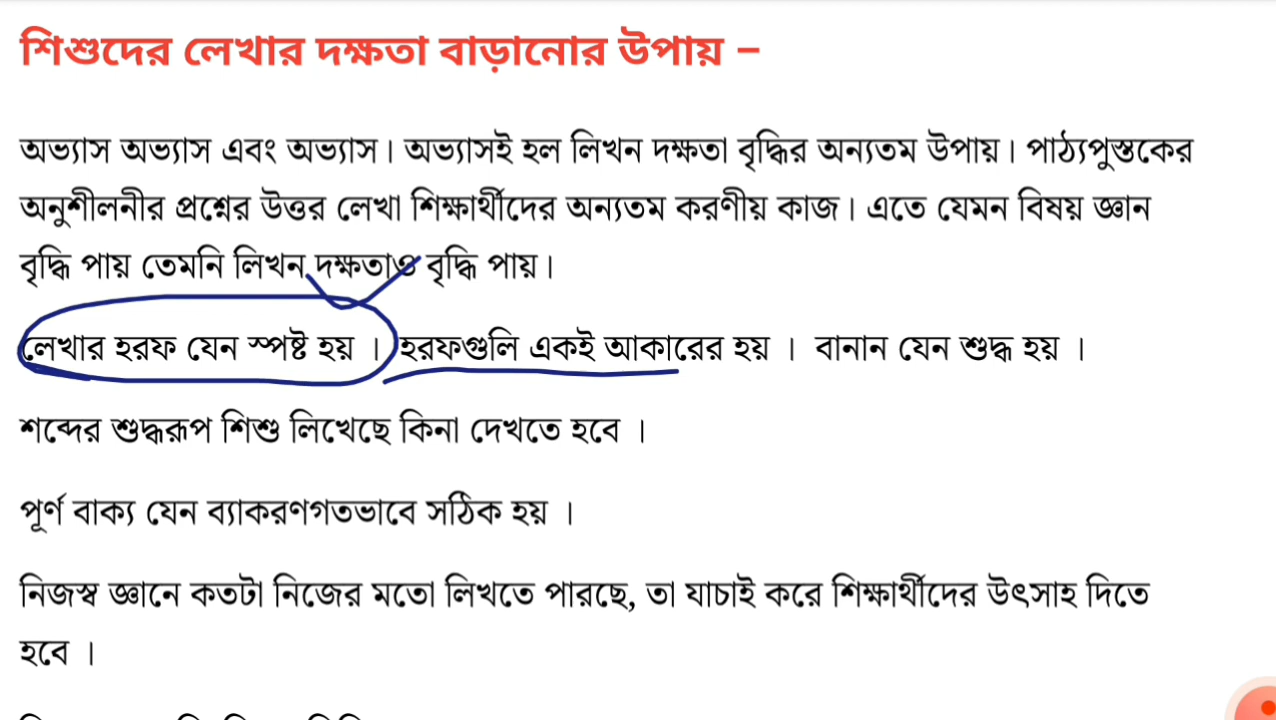 শিশুদের লেখার দক্ষতা বাড়ানোর উপায় –
অভ্যাস অভ্যাস এবং অভ্যাস। অভ্যাসই হল লিখন দক্ষতা বৃদ্ধির অন্যতম উপায়। পাঠ্যপুস্তকের
অনুশীলনীর প্রশ্নের উত্তর লেখা শিক্ষার্থীদের অন্যতম করণীয় কাজ। এতে যেমন বিষয় জ্ঞান
বৃদ্ধি পায় তেমনি লিখন দক্ষতাও বৃদ্ধি পায়।
লেখার হরফ যেন স্পষ্ট হয় । হরফগুলি একই আকারের হয় । বানান যেন শুদ্ধ হয় ।
শব্দের শুদ্ধরূপ শিশু লিখেছে কিনা দেখতে হবে ।
পূর্ণ বাক্য যেন ব্যাকরণগতভাবে সঠিক হয় ।
নিজস্ব জ্ঞানে কতটা নিজের মতো লিখতে পারছে, তা যাচাই করে শিক্ষার্থীদের উৎসাহ দিতে
হবে ।